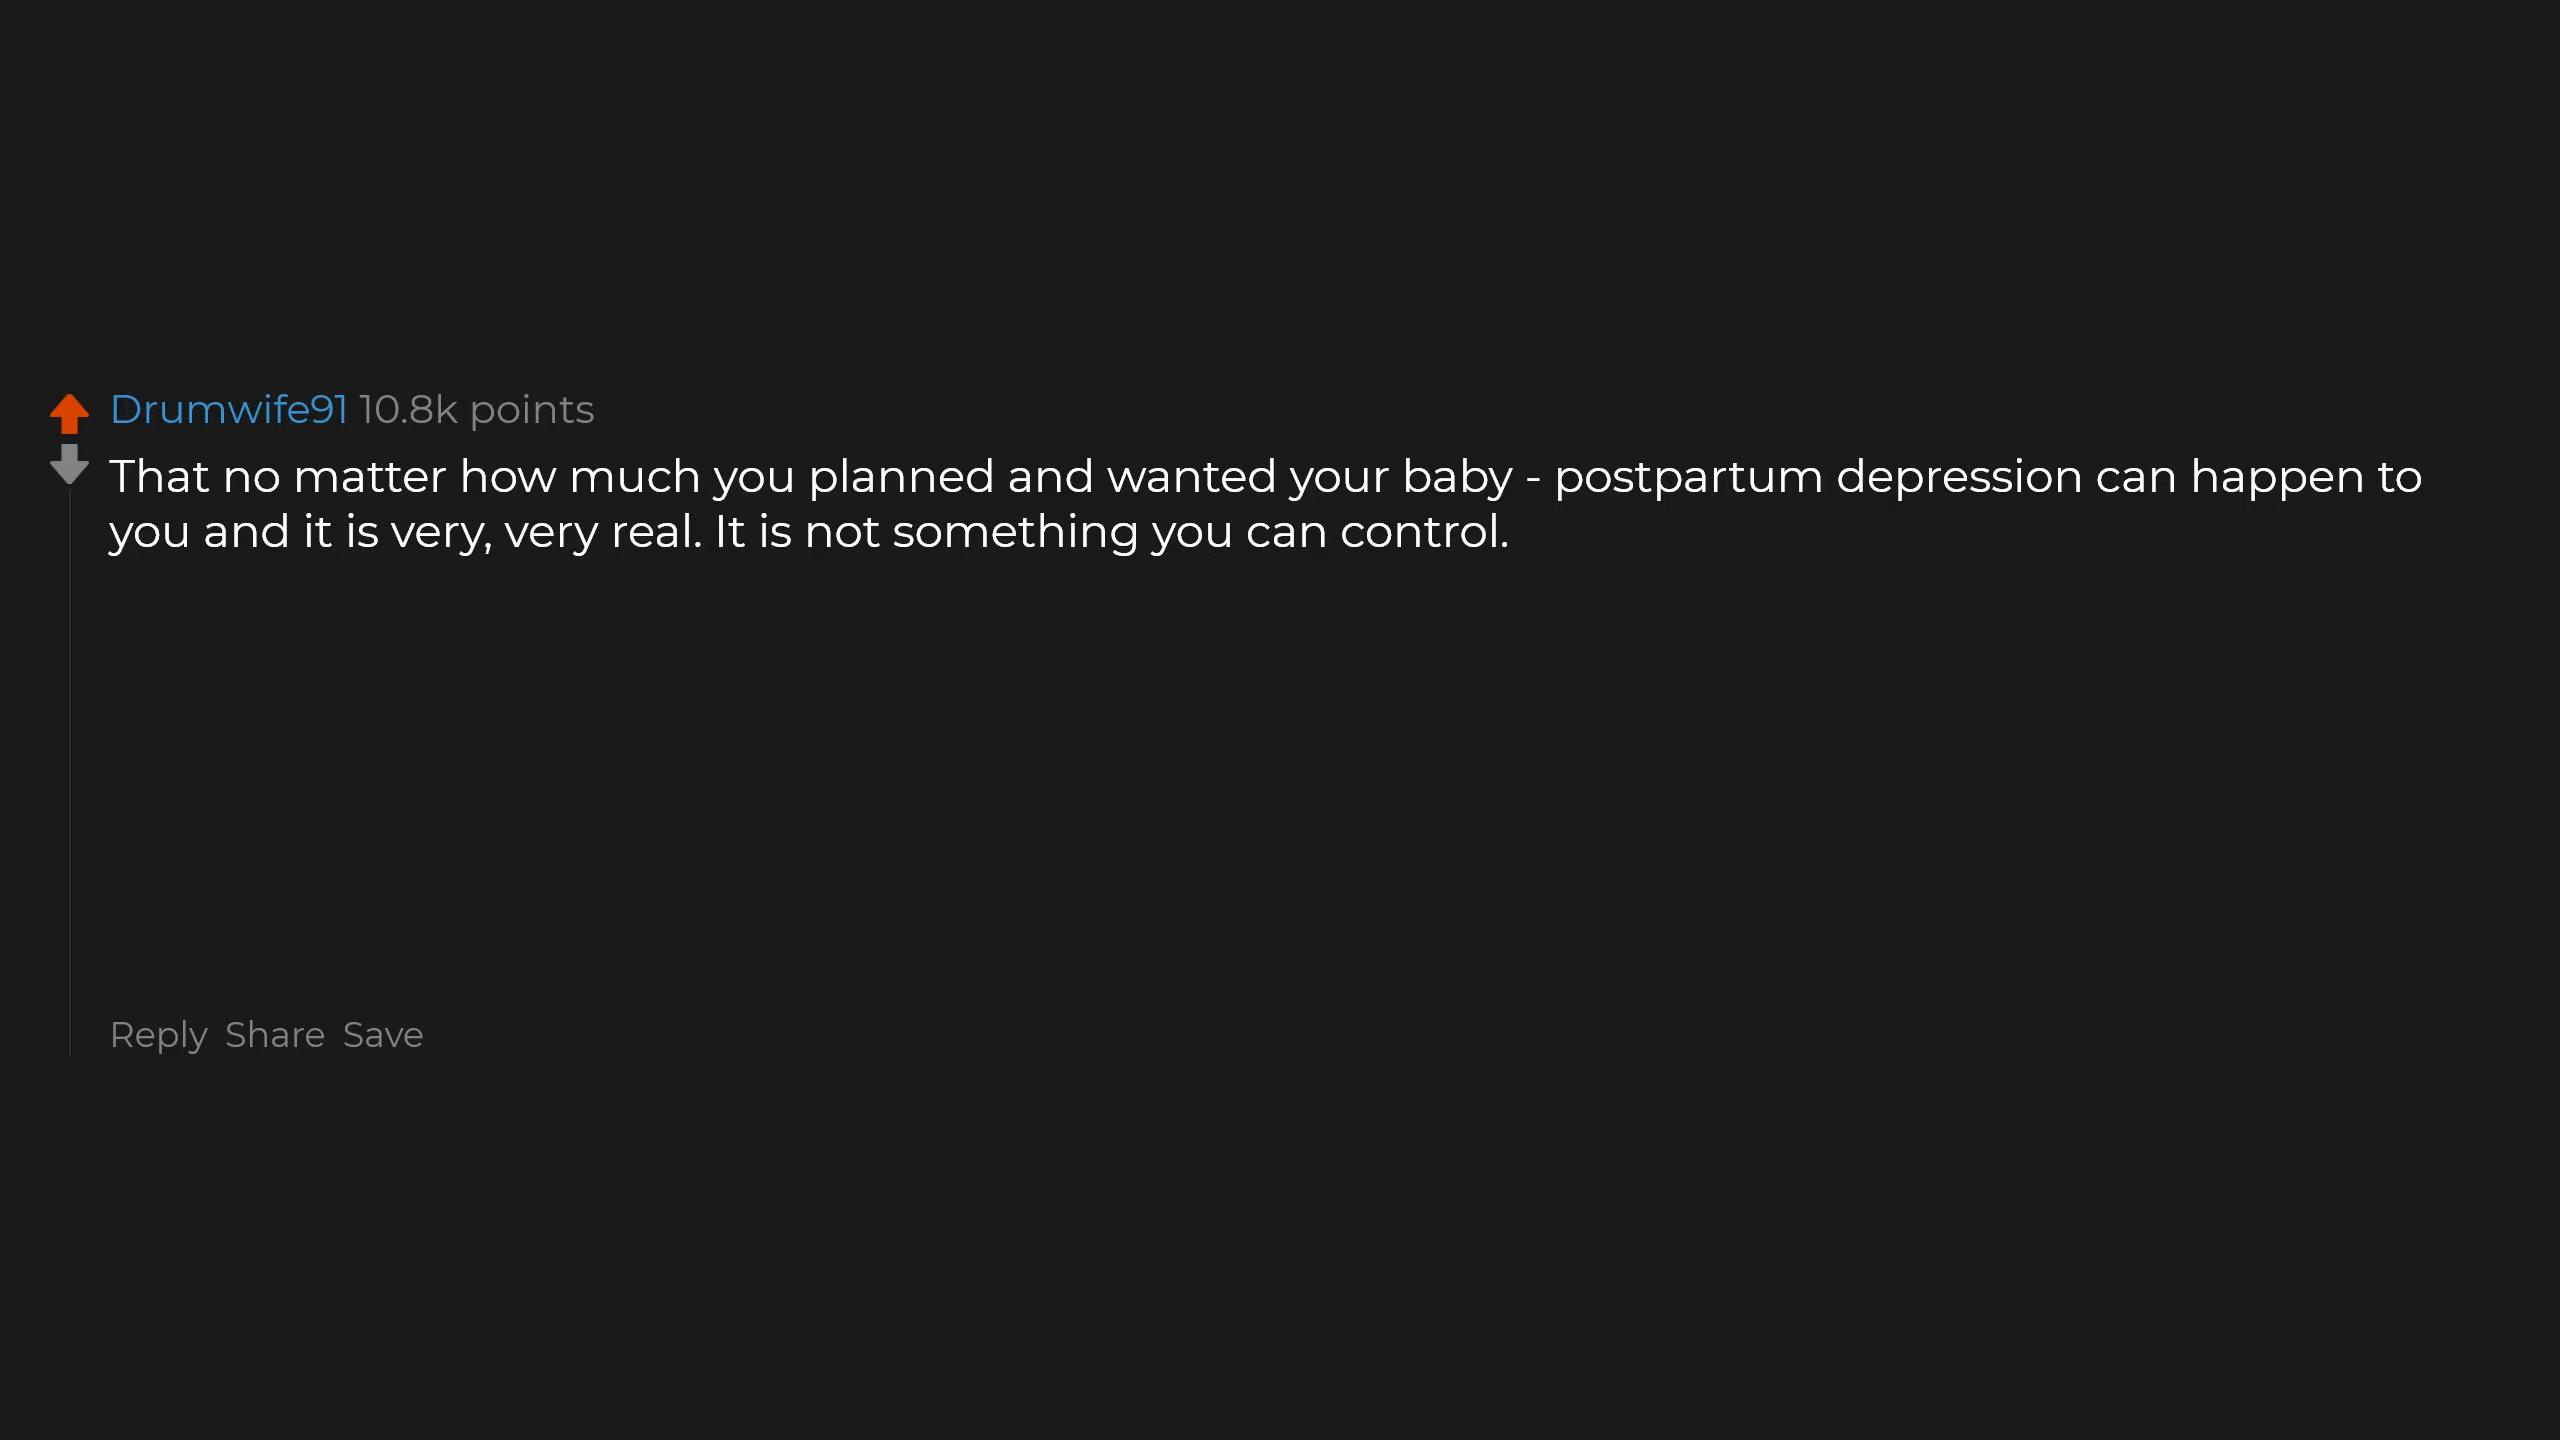 Drumwife91 10.8k points
That no matter how much you planned and wanted your baby - postpartum depression can happen to
you and it is very, very real. It is not something you can control.
Reply Share Save